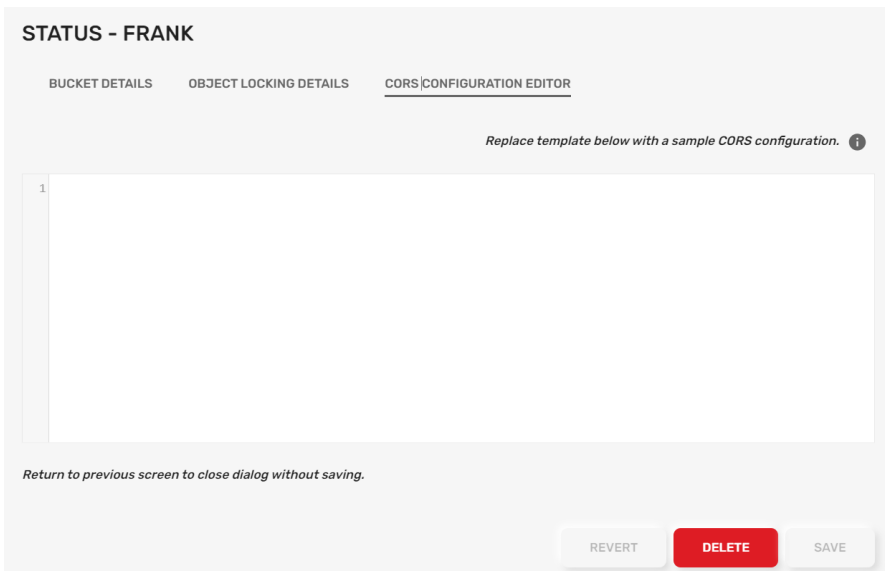 STATUS - FRANK
BUCKET DETAILS OBJECT LOCKING DETAILS CORS CONFIGURATION EDITOR
Replace template below with a sample CORS configuration. i
1
Return to previous screen to close dialog without saving.
REVERT DELETE SAVE